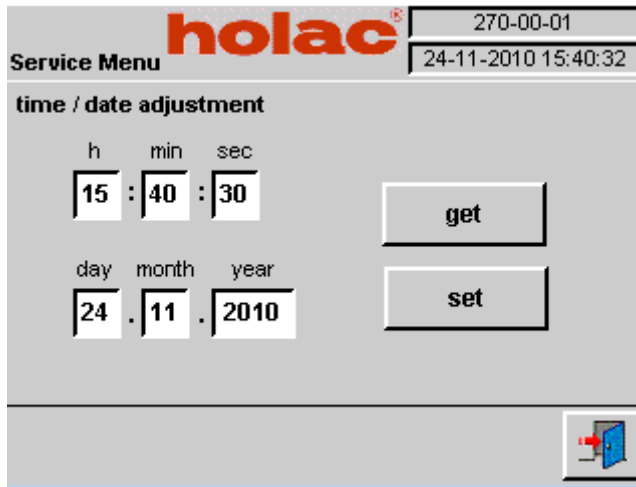 holac®
270-00-01
Service Menu
24-11-2010 15:40:32
time / date adjustment
h min sec
15 : 40 : 30
get
day month year
24 . 11 . 2010
set